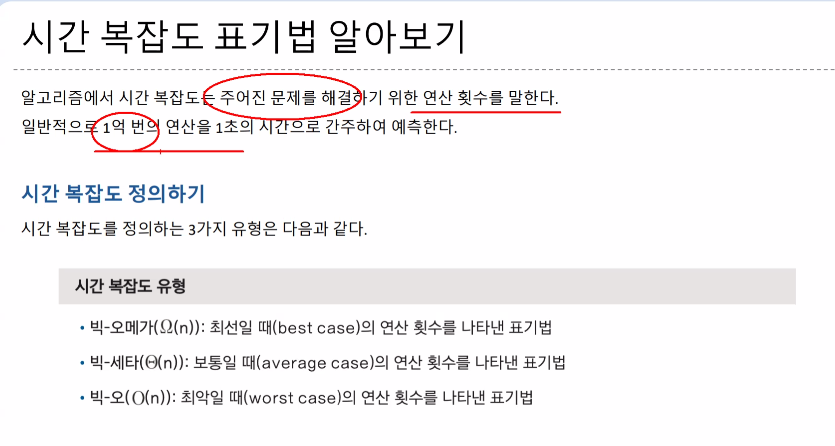 시간 복잡도 표기법 알아보기
알고리즘에서 시간 복잡도는 주어진 문제를 해결하기 위한 연산 횟수를 말한다.
일반적으로 1억 번의 연산을 1초의 시간으로 간주하여 예측한다.
시간 복잡도 정의하기
시간 복잡도를 정의하는 3가지 유형은 다음과 같다.
시간 복잡도 유형
• 빅-오메가(Ω(n)): 최선일 때(best case)의 연산 횟수를 나타낸 표기법
• 빅-세타(Θ(n)): 보통일 때(average case)의 연산 횟수를 나타낸 표기법
• 빅-오(O(n)): 최악일 때(worst case)의 연산 횟수를 나타낸 표기법